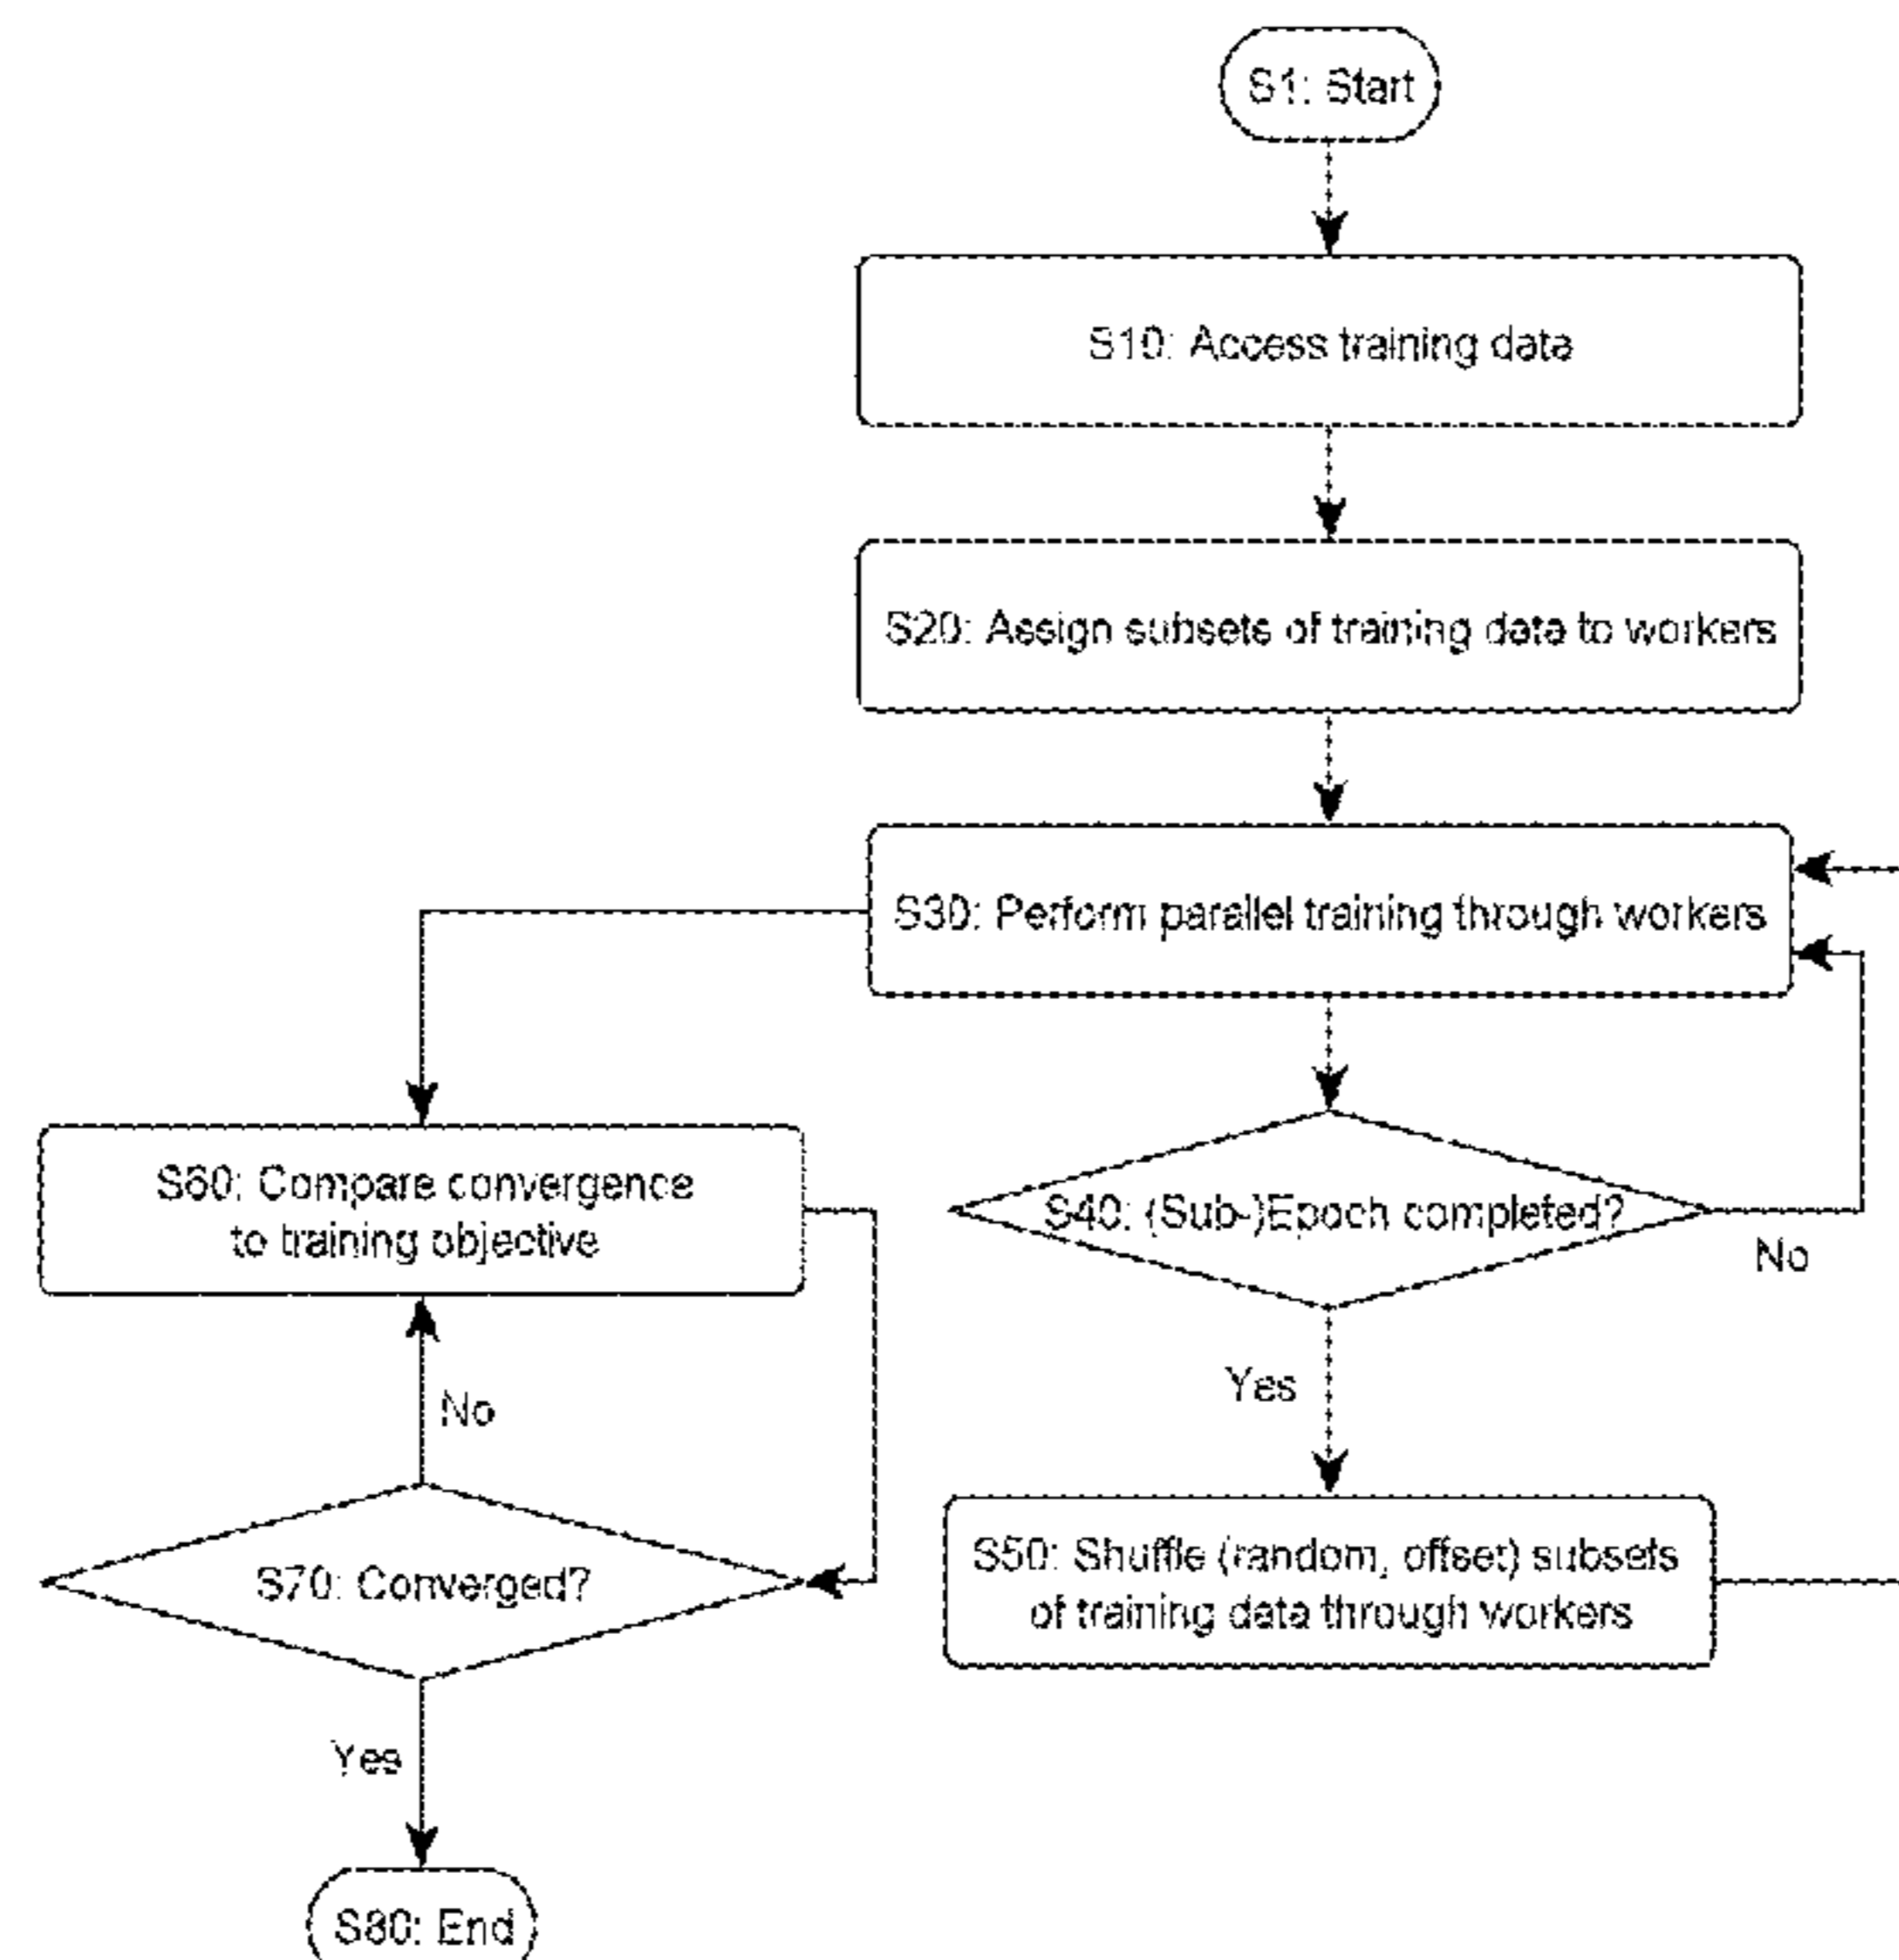 S1: Start
S10: Access training data
S20: Assign subsets of training data to workers
S30: Perform parallel training through workers
S60: Compare convergence
to training objective
S40: (Sub-)Epoch completed?
No
Yes
No
S50: Shuffle (random, offset) subsets
of training data through workers
S70: Converged?
Yes
S80: End